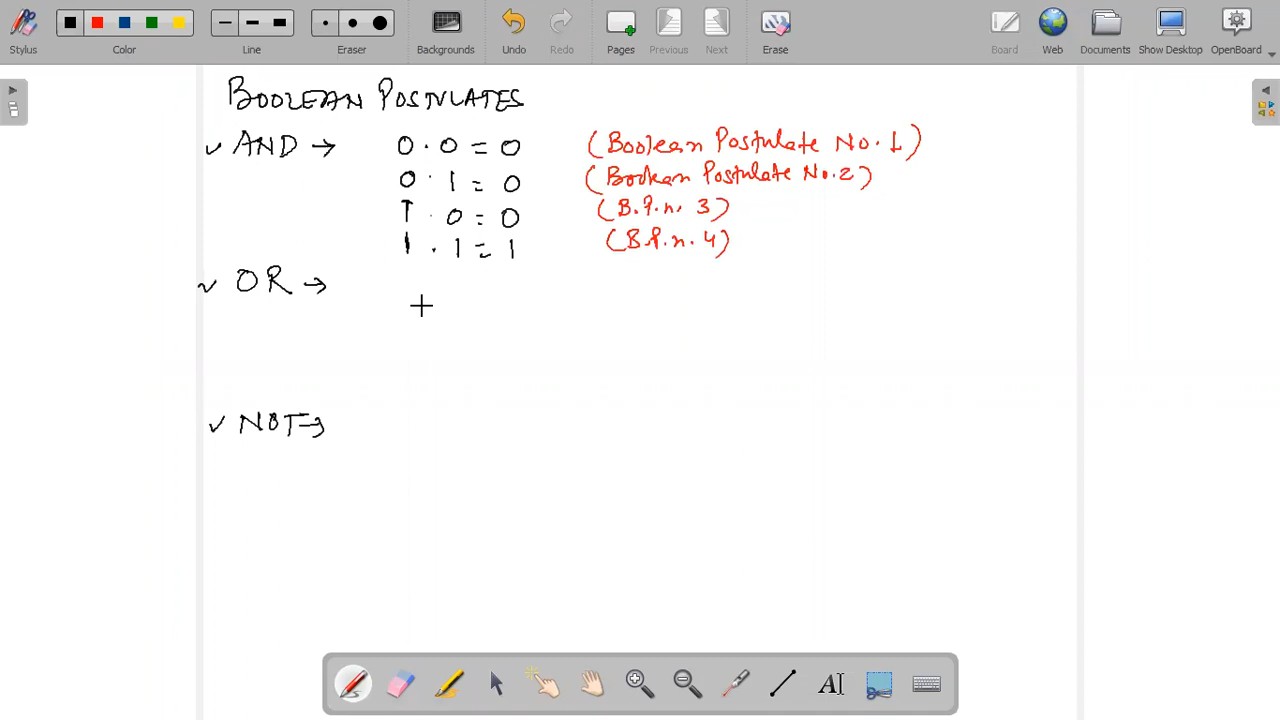 Stylus Color Line Eraser Backgrounds Undo Redo Pages Previous Next Erase Board Web Documents Show Desktop OpenBoard
BOOLEAN POSTULATES
✓ AND → 0 · 0 = 0 (Boolean Postulate No. 1)
0 · 1 = 0 (Boolean Postulate No. 2)
1 · 0 = 0 (B.P.n. 3)
1 · 1 = 1 (B.P.n. 4)
✓ OR →
✓ NOT →